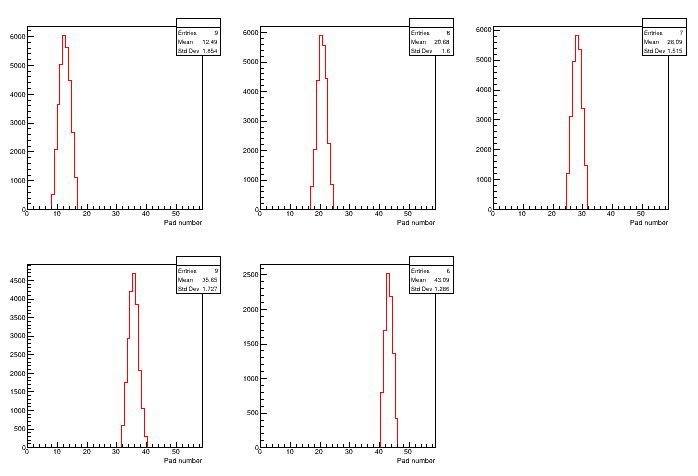 Entries 9
Mean 12.49
Std Dev 1.854
6000
5000
4000
3000
2000
1000
0
0 10 20 30 40 50
Pad number
Entries 6
Mean 20.68
Std Dev 1.6
6000
5000
4000
3000
2000
1000
0
0 10 20 30 40 50
Pad number
Entries 7
Mean 28.09
Std Dev 1.515
6000
5000
4000
3000
2000
1000
0
0 10 20 30 40 50
Pad number
Entries 9
Mean 35.65
Std Dev 1.727
4500
4000
3500
3000
2500
2000
1500
1000
500
0
0 10 20 30 40 50
Pad number
Entries 6
Mean 43.09
Std Dev 1.286
2500
2000
1500
1000
500
0
0 10 20 30 40 50
Pad number